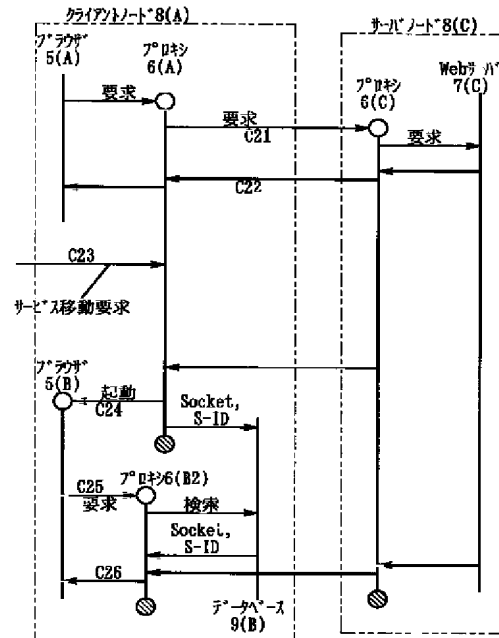 クライアントノード8(A)
サーバノード8(C)
ブラウザ
5(A)
プロキシ
6(A)
プロキシ
6(C)
Webサーバ
7(C)
要求
要求
C21
要求
C22
C23
サービス移動要求
ブラウザ
5(B)
起動
C24
Socket,
S-ID
C25
要求
プロキシ6(B2)
検索
Socket,
S-ID
C26
データベース
9(B)